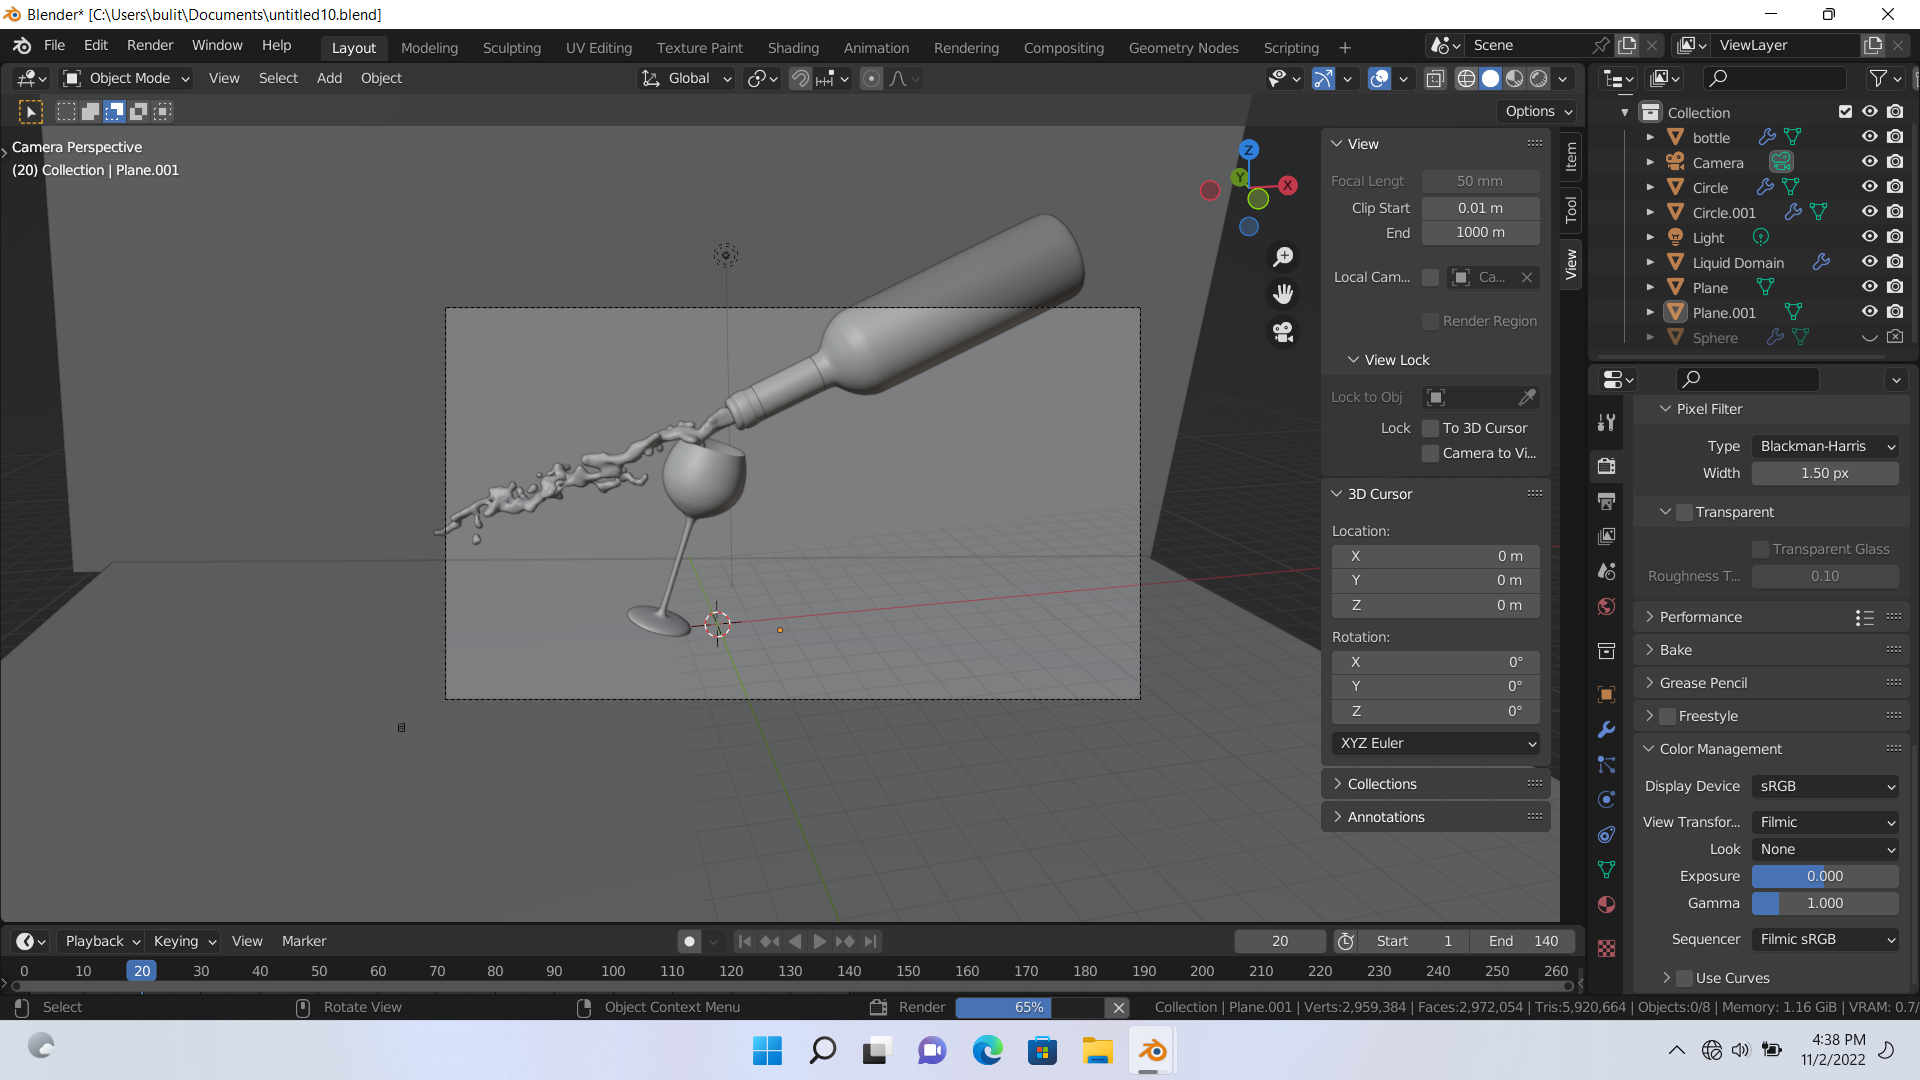 Blender* [C:\Users\bulit\Documents\untitled10.blend]
File Edit Render Window Help Layout Modeling Sculpting UV Editing Texture Paint Shading Animation Rendering Compositing Geometry Nodes Scripting + Scene ViewLayer
Object Mode View Select Add Object Global
Options
Camera Perspective
(20) Collection | Plane.001
Z
Y
X
View
Focal Lengt 50 mm
Clip Start 0.01 m
End 1000 m
Local Cam... Ca...
Render Region
View Lock
Lock to Obj
Lock To 3D Cursor
Camera to Vi...
3D Cursor
Location:
X 0 m
Y 0 m
Z 0 m
Rotation:
X 0°
Y 0°
Z 0°
XYZ Euler
Collections
Annotations
Item
Tool
View
Collection
bottle
Camera
Circle
Circle.001
Light
Liquid Domain
Plane
Plane.001
Sphere
Pixel Filter
Type Blackman-Harris
Width 1.50 px
Transparent
Transparent Glass
Roughness T... 0.10
Performance
Bake
Grease Pencil
Freestyle
Color Management
Display Device sRGB
View Transfor... Filmic
Look None
Exposure 0.000
Gamma 1.000
Sequencer Filmic sRGB
Use Curves
Playback Keying View Marker 20 Start 1 End 140
0 10 20 30 40 50 60 70 80 90 100 110 120 130 140 150 160 170 180 190 200 210 220 230 240 250 260
Select Rotate View Object Context Menu Render 65% Collection | Plane.001 | Verts:2,959,384 | Faces:2,972,054 | Tris:5,920,664 | Objects:0/8 | Memory: 1.16 GiB | VRAM: 0.7/
4:38 PM
11/2/2022